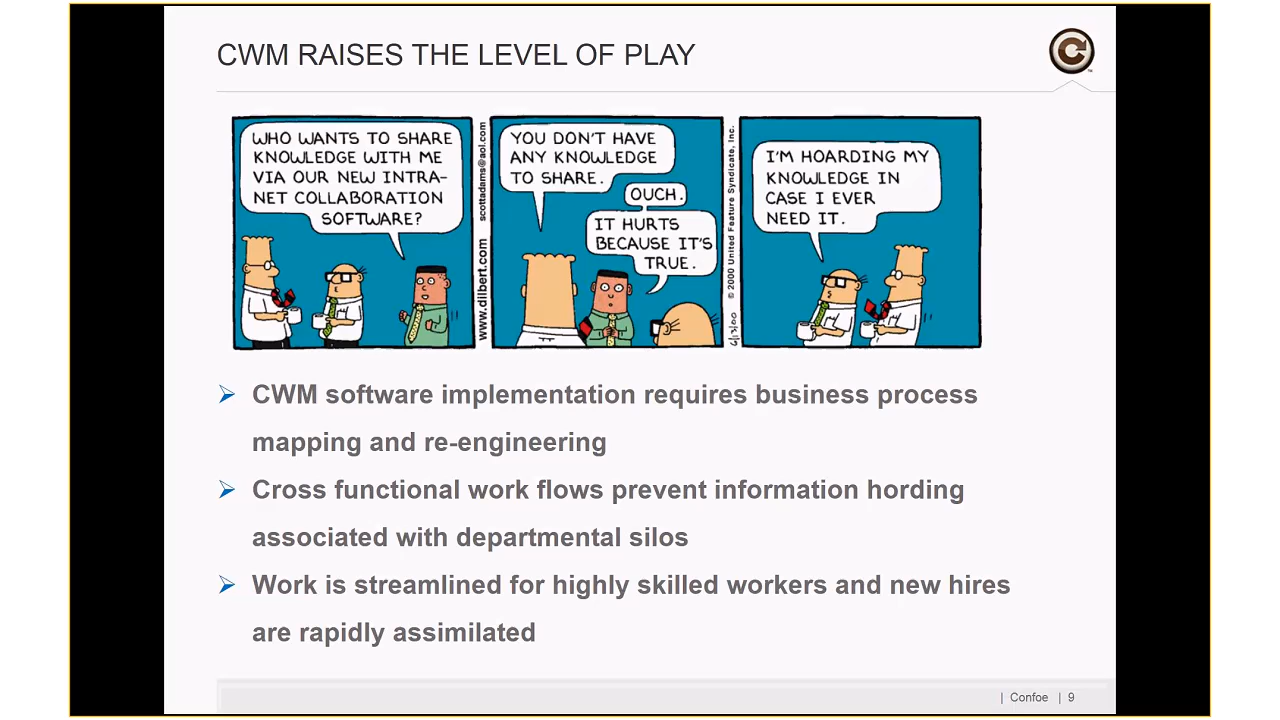 CWM RAISES THE LEVEL OF PLAY
C
WHO WANTS TO SHARE
KNOWLEDGE WITH ME
VIA OUR NEW INTRA-
NET COLLABORATION
SOFTWARE?
www.dilbert.com scottadams@aol.com
YOU DON'T HAVE
ANY KNOWLEDGE
TO SHARE.
OUCH.
IT HURTS
BECAUSE IT'S
TRUE.
6/13/00 © 2000 United Feature Syndicate, Inc.
I'M HOARDING MY
KNOWLEDGE IN
CASE I EVER
NEED IT.
CWM software implementation requires business process
mapping and re-engineering
Cross functional work flows prevent information hording
associated with departmental silos
Work is streamlined for highly skilled workers and new hires
are rapidly assimilated
| Confoe | 9